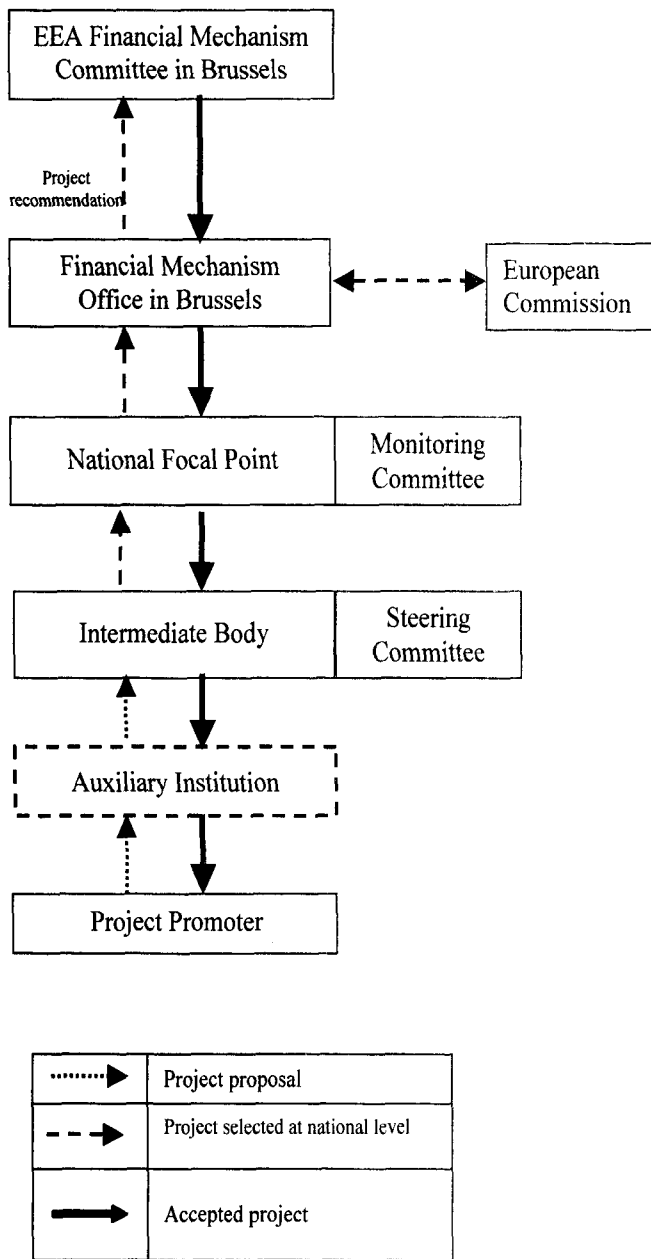 EEA Financial Mechanism
Committee in Brussels
Project
recommendation
Financial Mechanism
Office in Brussels
European
Commission
National Focal Point
Monitoring
Committee
Intermediate Body
Steering
Committee
Auxiliary Institution
Project Promoter
Project proposal
Project selected at national level
Accepted project